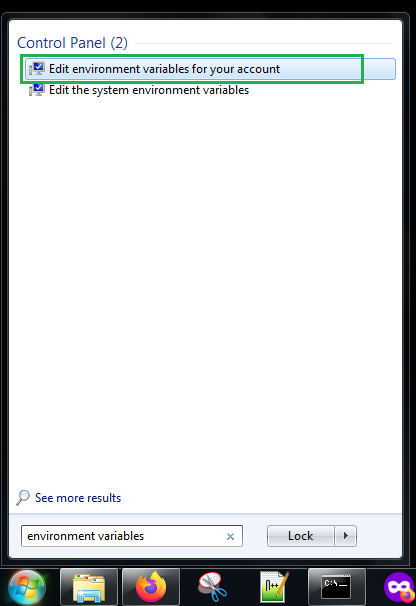 Control Panel (2)
Edit environment variables for your account
Edit the system environment variables
See more results
environment variables
Lock
C:\